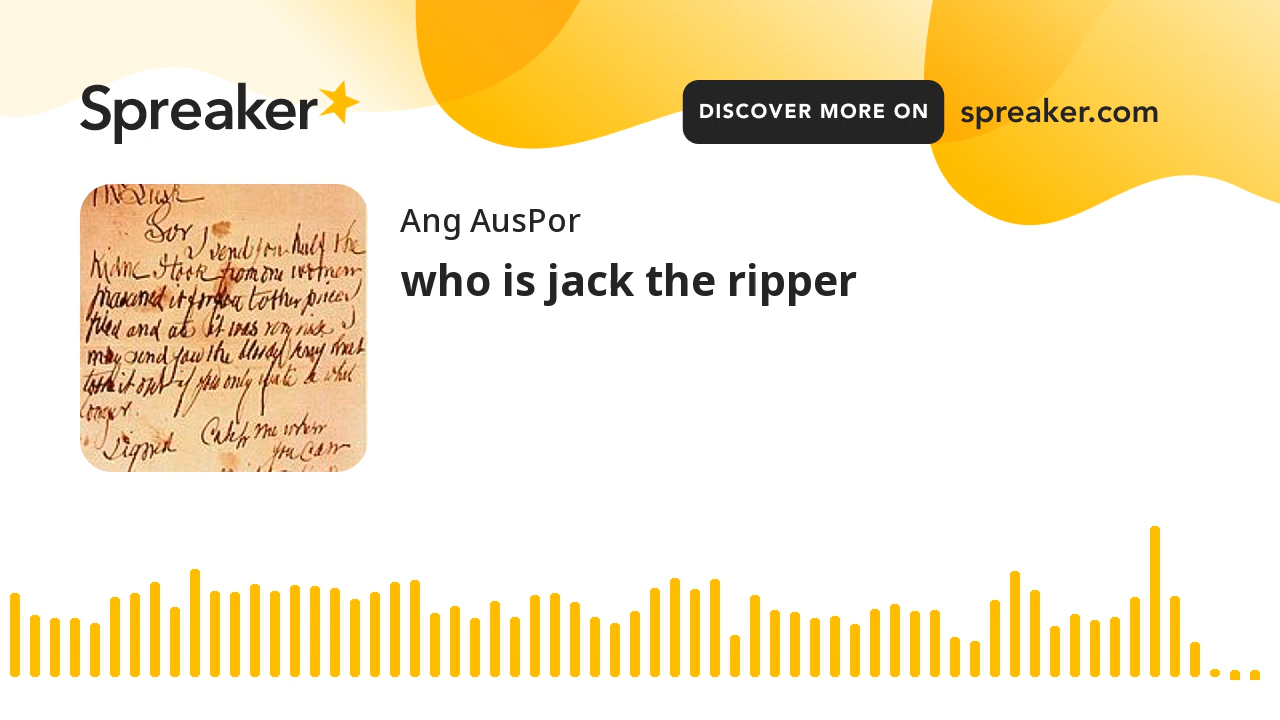 Spreaker
DISCOVER MORE ON spreaker.com
Ang AusPor
who is jack the ripper
Sor
I send you half the
Kidne I took from one women
prasarved it for you tother piece I
fried and ate it was very nise I
may send you the bloody knif that
took it out if you only wate a whil
longer.
Signed Catch me when
you Can